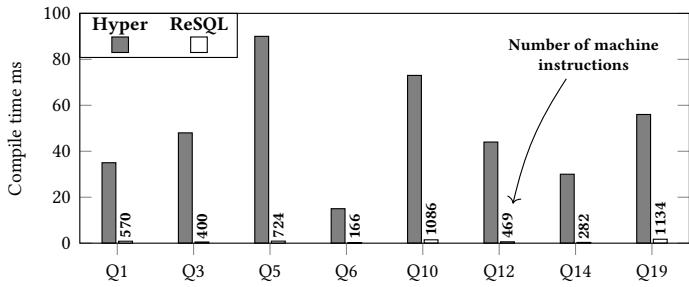 Compile time ms
100
80
60
40
20
0
Hyper ReSQL
Number of machine
instructions
570 400 724 166 1086 469 282 1134
Q1 Q3 Q5 Q6 Q10 Q12 Q14 Q19